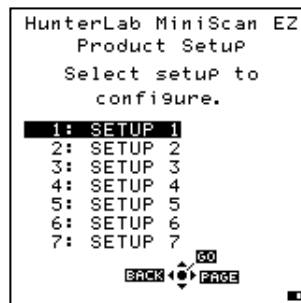 HunterLab MiniScan EZ
Product Setup
Select setup to
configure.
1: SETUP 1
2: SETUP 2
3: SETUP 3
4: SETUP 4
5: SETUP 5
6: SETUP 6
7: SETUP 7
GO
BACK PAGE